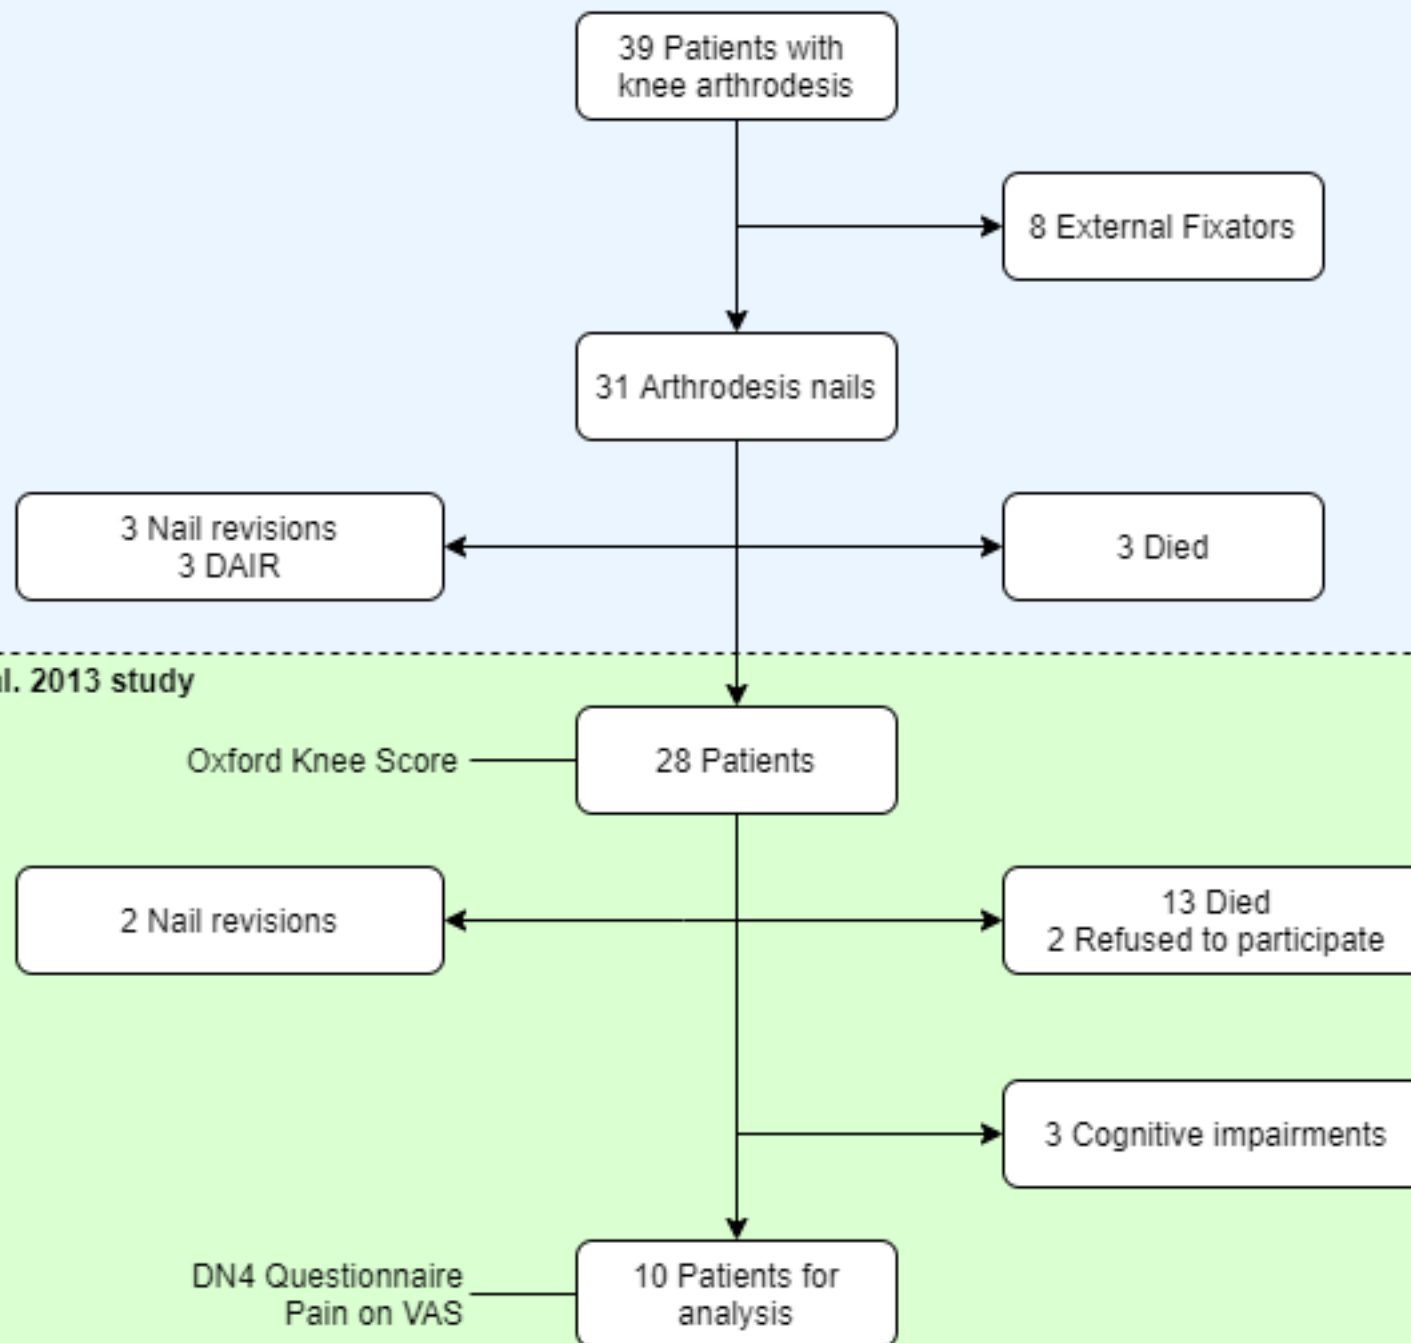 39 Patients with
knee arthrodesis
8 External Fixators
31 Arthrodesis nails
3 Nail revisions
3 DAIR
3 Died
al. 2013 study
Oxford Knee Score
28 Patients
2 Nail revisions
13 Died
2 Refused to participate
3 Cognitive impairments
DN4 Questionnaire
Pain on VAS
10 Patients for
analysis